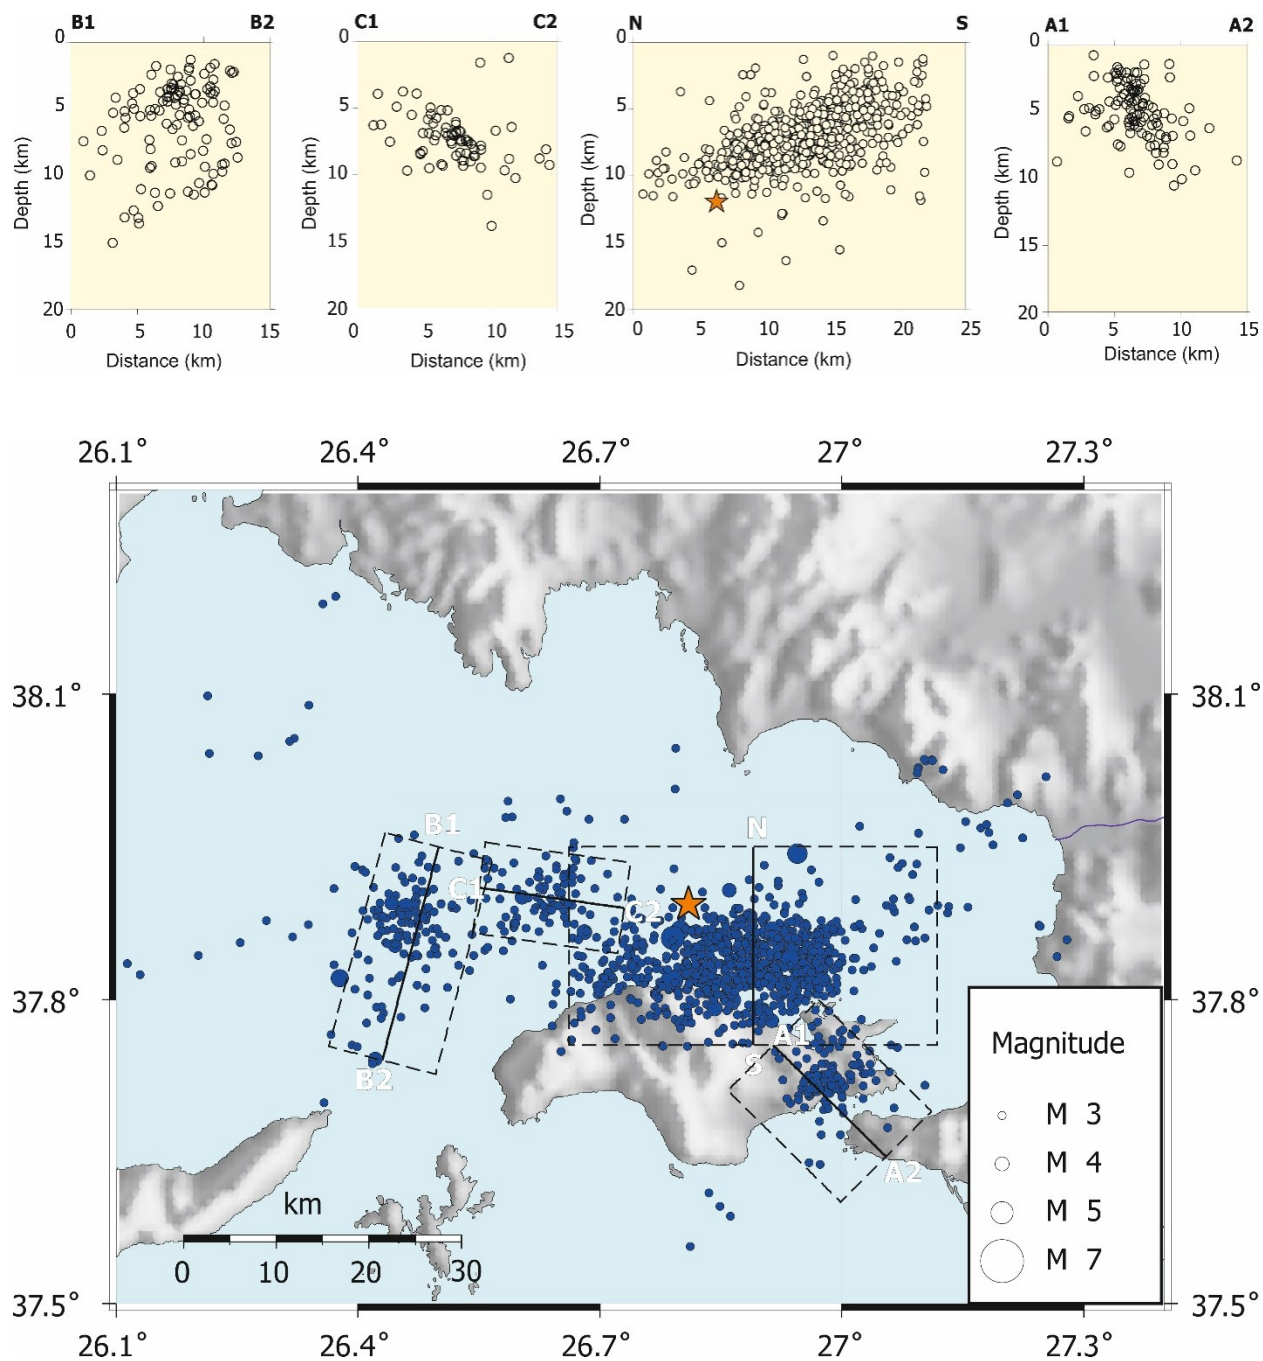 B1 B2 C1 C2 N S A1 A2
0 0 0 0
5 5 5 5
10 10 10 10
15 15 15 15
20 20 20 20
Depth (km) Depth (km) Depth (km) Depth (km)
0 5 10 15 0 5 10 15 0 5 10 15 20 25 0 5 10 15
Distance (km) Distance (km) Distance (km) Distance (km)
26.1° 26.4° 26.7° 27° 27.3°
38.1° 38.1°
B1 N
C1
C2
37.8° 37.8°
A1
S
B2
A2
Magnitude
M 3
M 4
M 5
M 7
km
0 10 20 30
37.5° 37.5°
26.1° 26.4° 26.7° 27° 27.3°